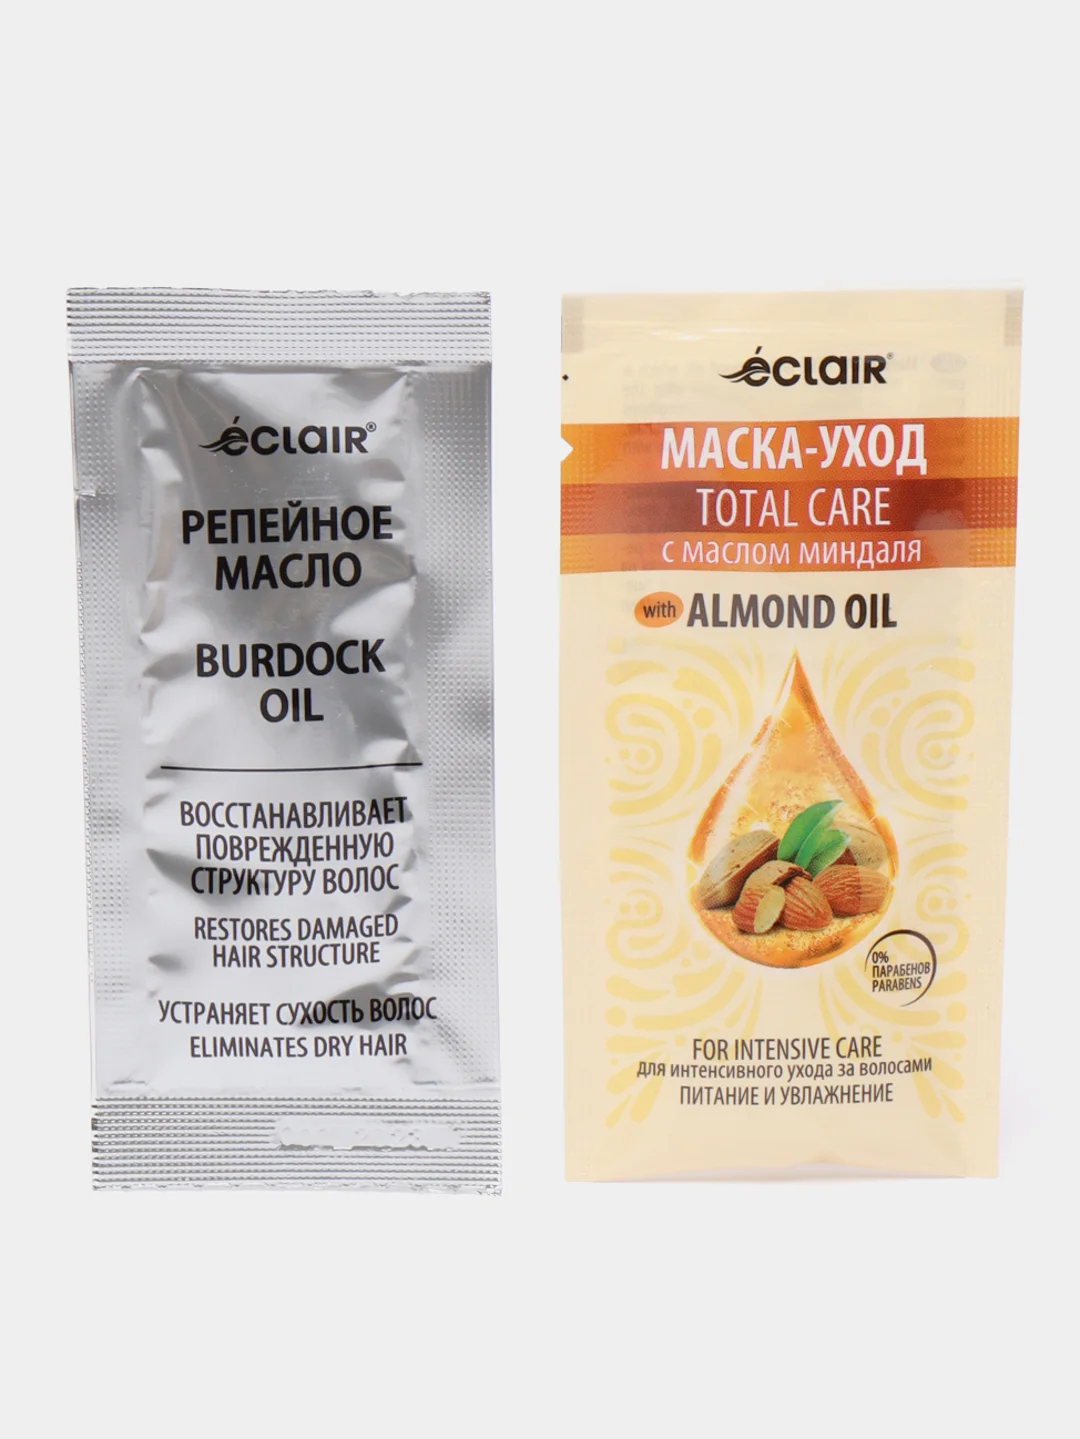 éCLAIR®
РЕПЕЙНОЕ
МАСЛО
BURDOCK
OIL
ВОССТАНАВЛИВАЕТ
ПОВРЕЖДЕННУЮ
СТРУКТУРУ ВОЛОС
RESTORES DAMAGED
HAIR STRUCTURE
УСТРАНЯЕТ СУХОСТЬ ВОЛОС
ELIMINATES DRY HAIR
éCLAIR®
МАСКА-УХОД
TOTAL CARE
с маслом миндаля
with ALMOND OIL
0%
ПАРАБЕНОВ
PARABENS
FOR INTENSIVE CARE
для интенсивного ухода за волосами
ПИТАНИЕ И УВЛАЖНЕНИЕ